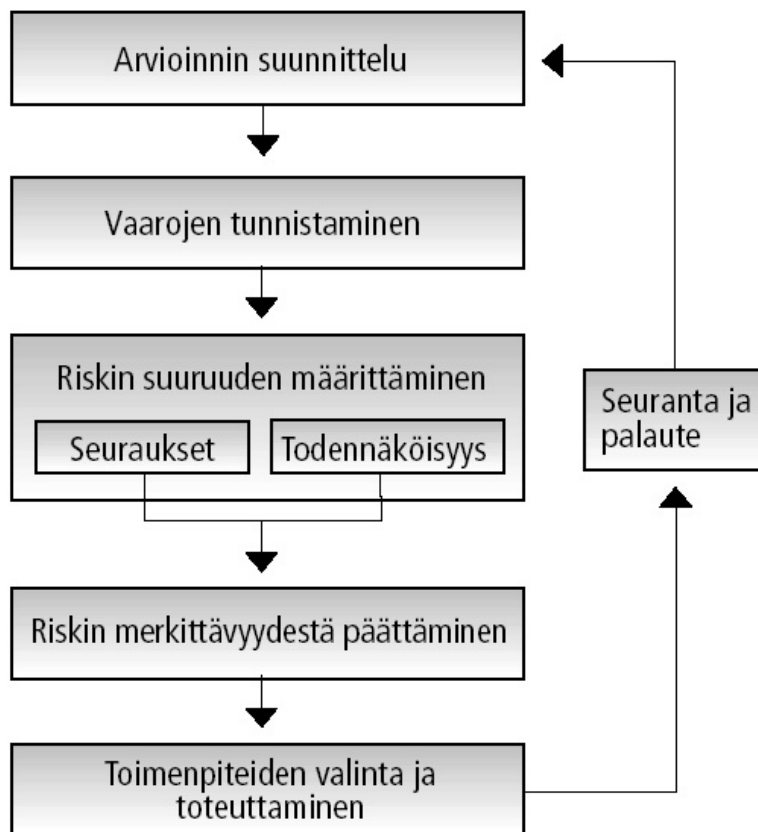 Arvioinnin suunnittelu
Vaarojen tunnistaminen
Riskin suuruuden määrittäminen
Seuraukset
Todennäköisyys
Riskin merkittävyydestä päättäminen
Toimenpiteiden valinta ja
toteuttaminen
Seuranta ja
palaute